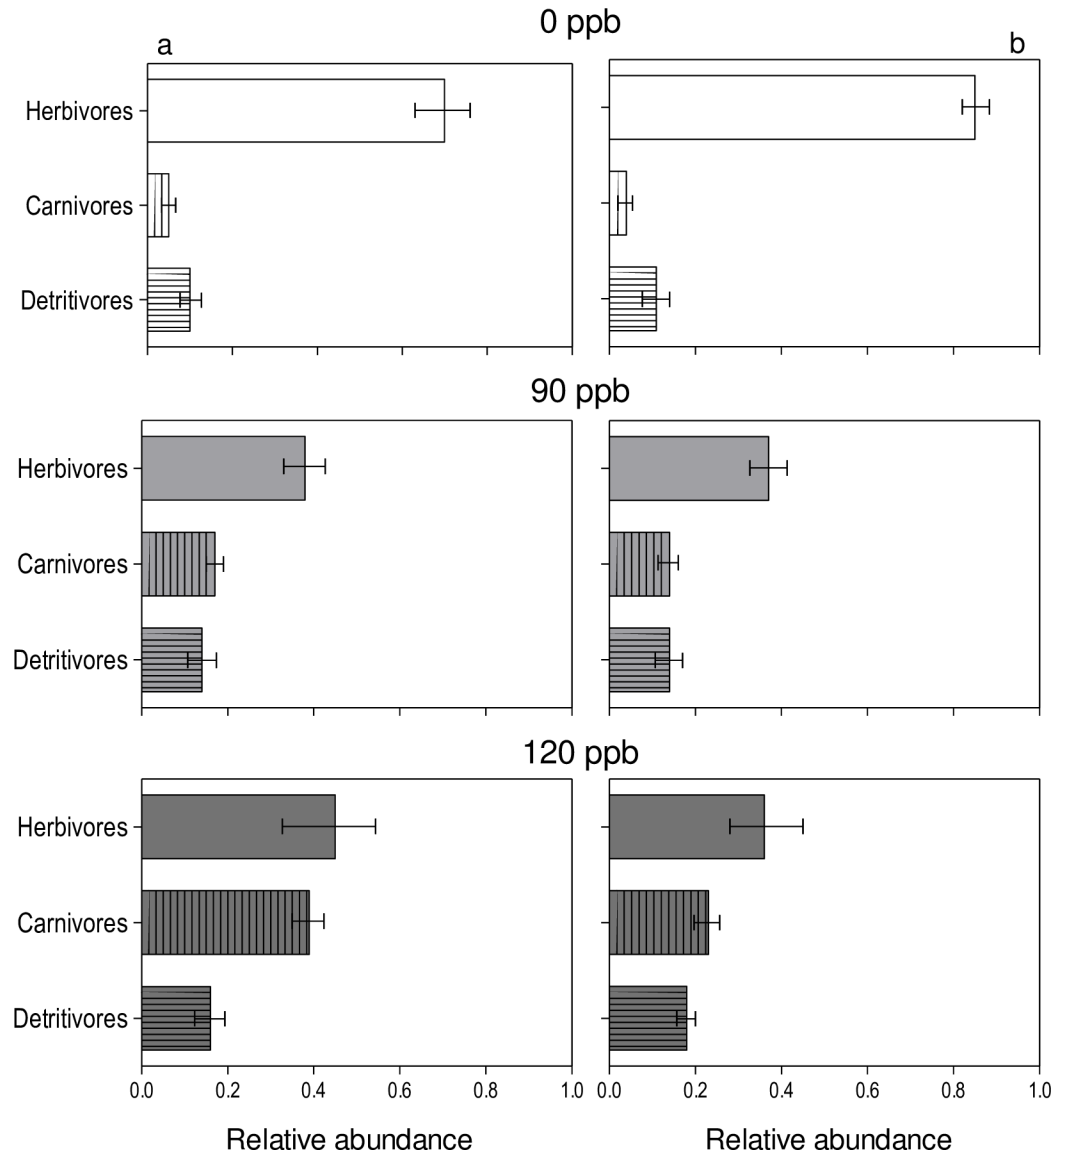 0 ppb
a b
Herbivores
Carnivores
Detritivores
90 ppb
Herbivores
Carnivores
Detritivores
120 ppb
Herbivores
Carnivores
Detritivores
0.0 0.2 0.4 0.6 0.8 1.0 0.0 0.2 0.4 0.6 0.8 1.0
Relative abundance Relative abundance